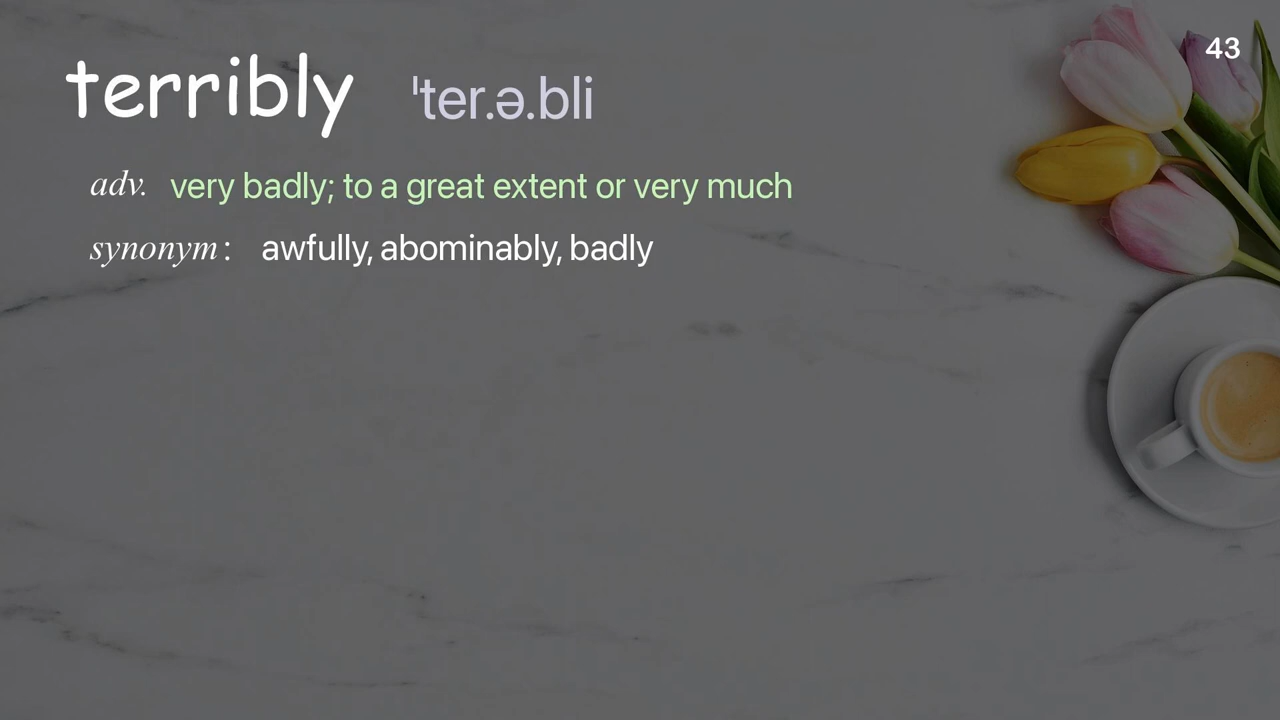 43
terribly ˈter.ə.bli
adv. very badly; to a great extent or very much
synonym: awfully, abominably, badly